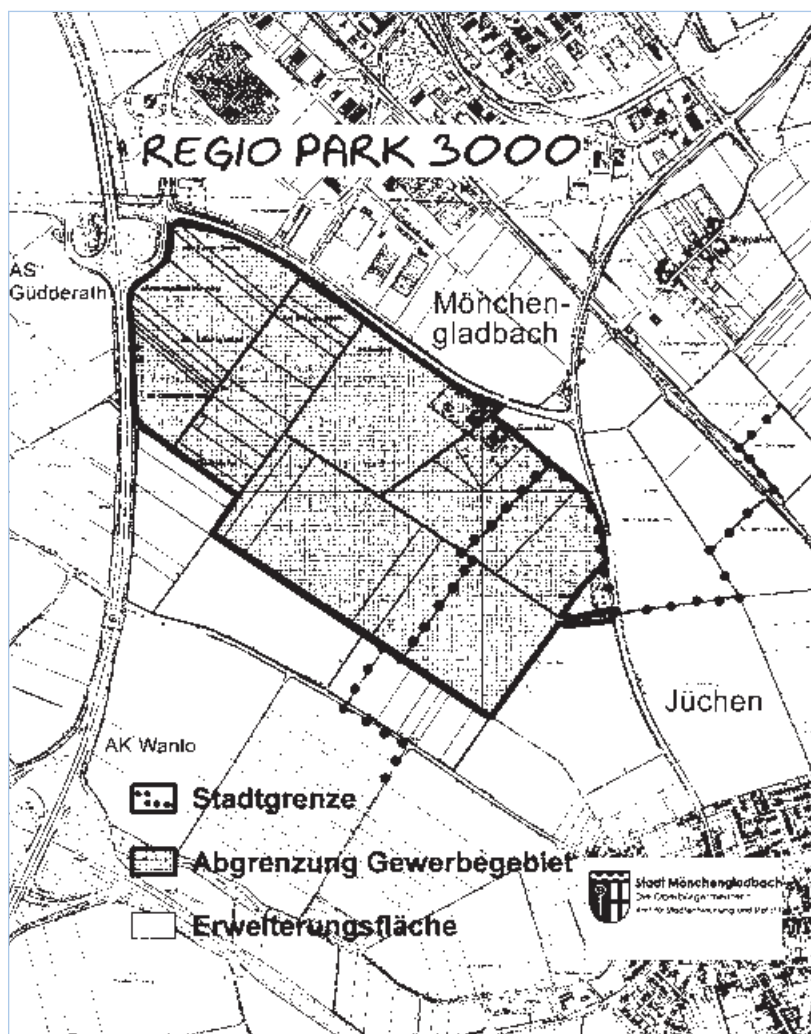 REGIO PARK 3000
AS
Güdderath
Mönchen-
gladbach
Jüchen
AK Wanlo
Stadtgrenze
Abgrenzung Gewerbegebiet
Erweiterungsfläche
Stadt Mönchengladbach